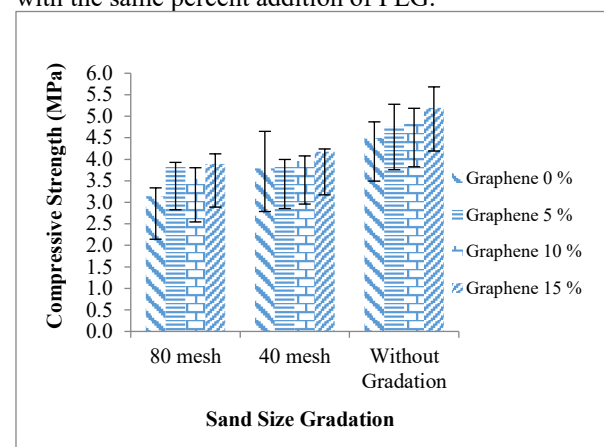 with the same percent addition of PEG.
Compressive Strength (MPa)
6.0
5.5
5.0
4.5
4.0
3.5
3.0
2.5
2.0
1.5
1.0
0.5
0.0
Graphene 0 %
Graphene 5 %
Graphene 10 %
Graphene 15 %
80 mesh 40 mesh Without
Gradation
Sand Size Gradation